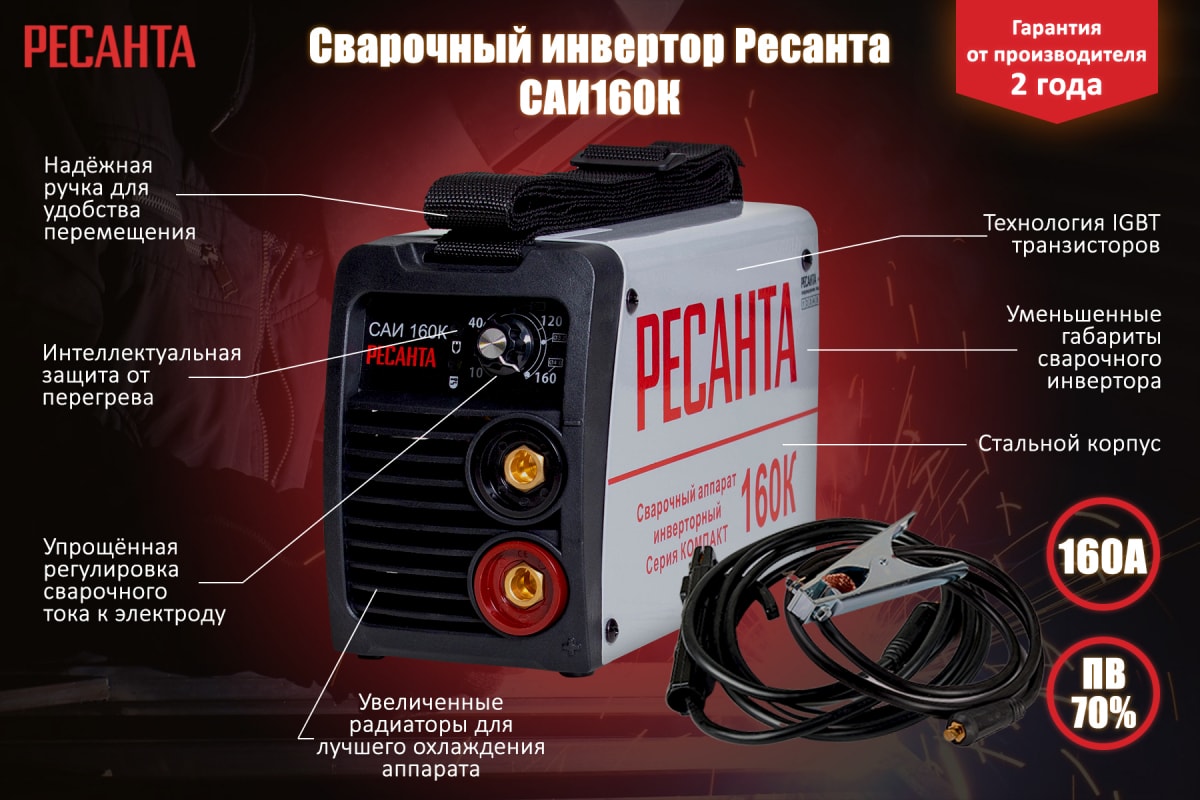 РЕСАНТА
Сварочный инвертор Ресанта
САИ160К
Гарантия
от производителя
2 года
Надёжная
ручка для
удобства
перемещения
Технология IGBT
транзисторов
Интеллектуальная
защита от
перегрева
Уменьшенные
габариты
сварочного
инвертора
Стальной корпус
Упрощённая
регулировка
сварочного
тока к электроду
Увеличенные
радиаторы для
лучшего охлаждения
аппарата
САИ 160К
РЕСАНТА
40
120
10
160
РЕСАНТА
РЕСАНТА
Сварочный аппарат
инверторный
Серия КОМПАКТ
160К
160А
ПВ
70%